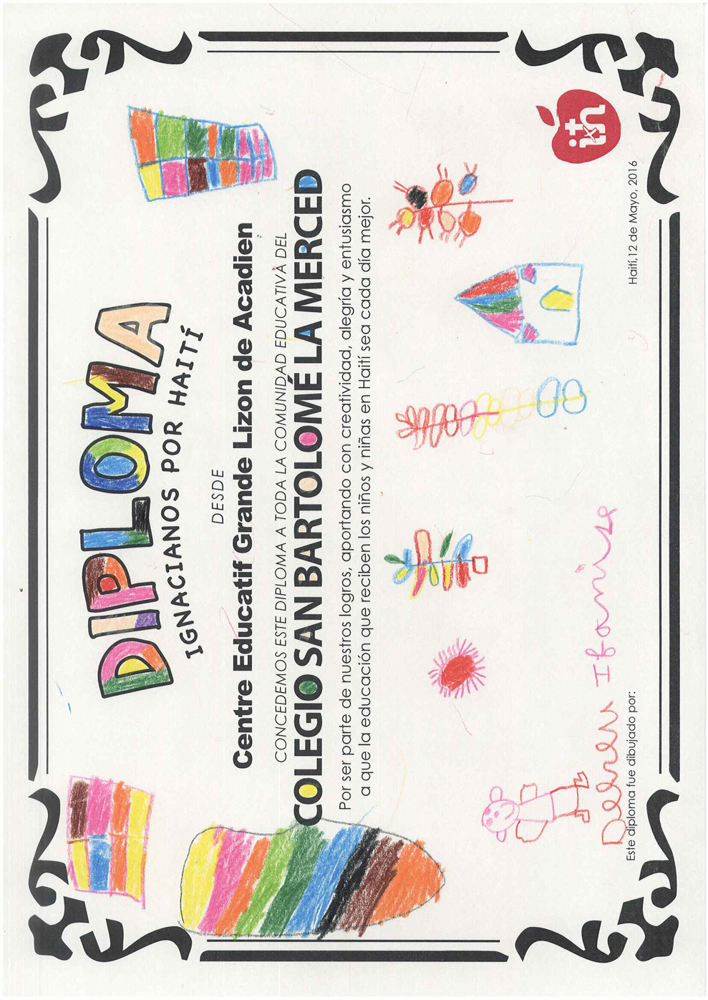 DIPLOMA
IGNACIANOS POR HAITÍ
DESDE
Centre Educatif Grande Lizon de Acadien
CONCEDEMOS ESTE DIPLOMA A TODA LA COMUNIDAD EDUCATIVA DEL
COLEGIO SAN BARTOLOMÉ LA MERCED
Por ser parte de nuestros logros, aportando con creatividad, alegría y entusiasmo
a que la educación que reciben los niños y niñas en Haití sea cada día mejor.
ixh
Este diploma fue dibujado por:
Haití,12 de Mayo, 2016